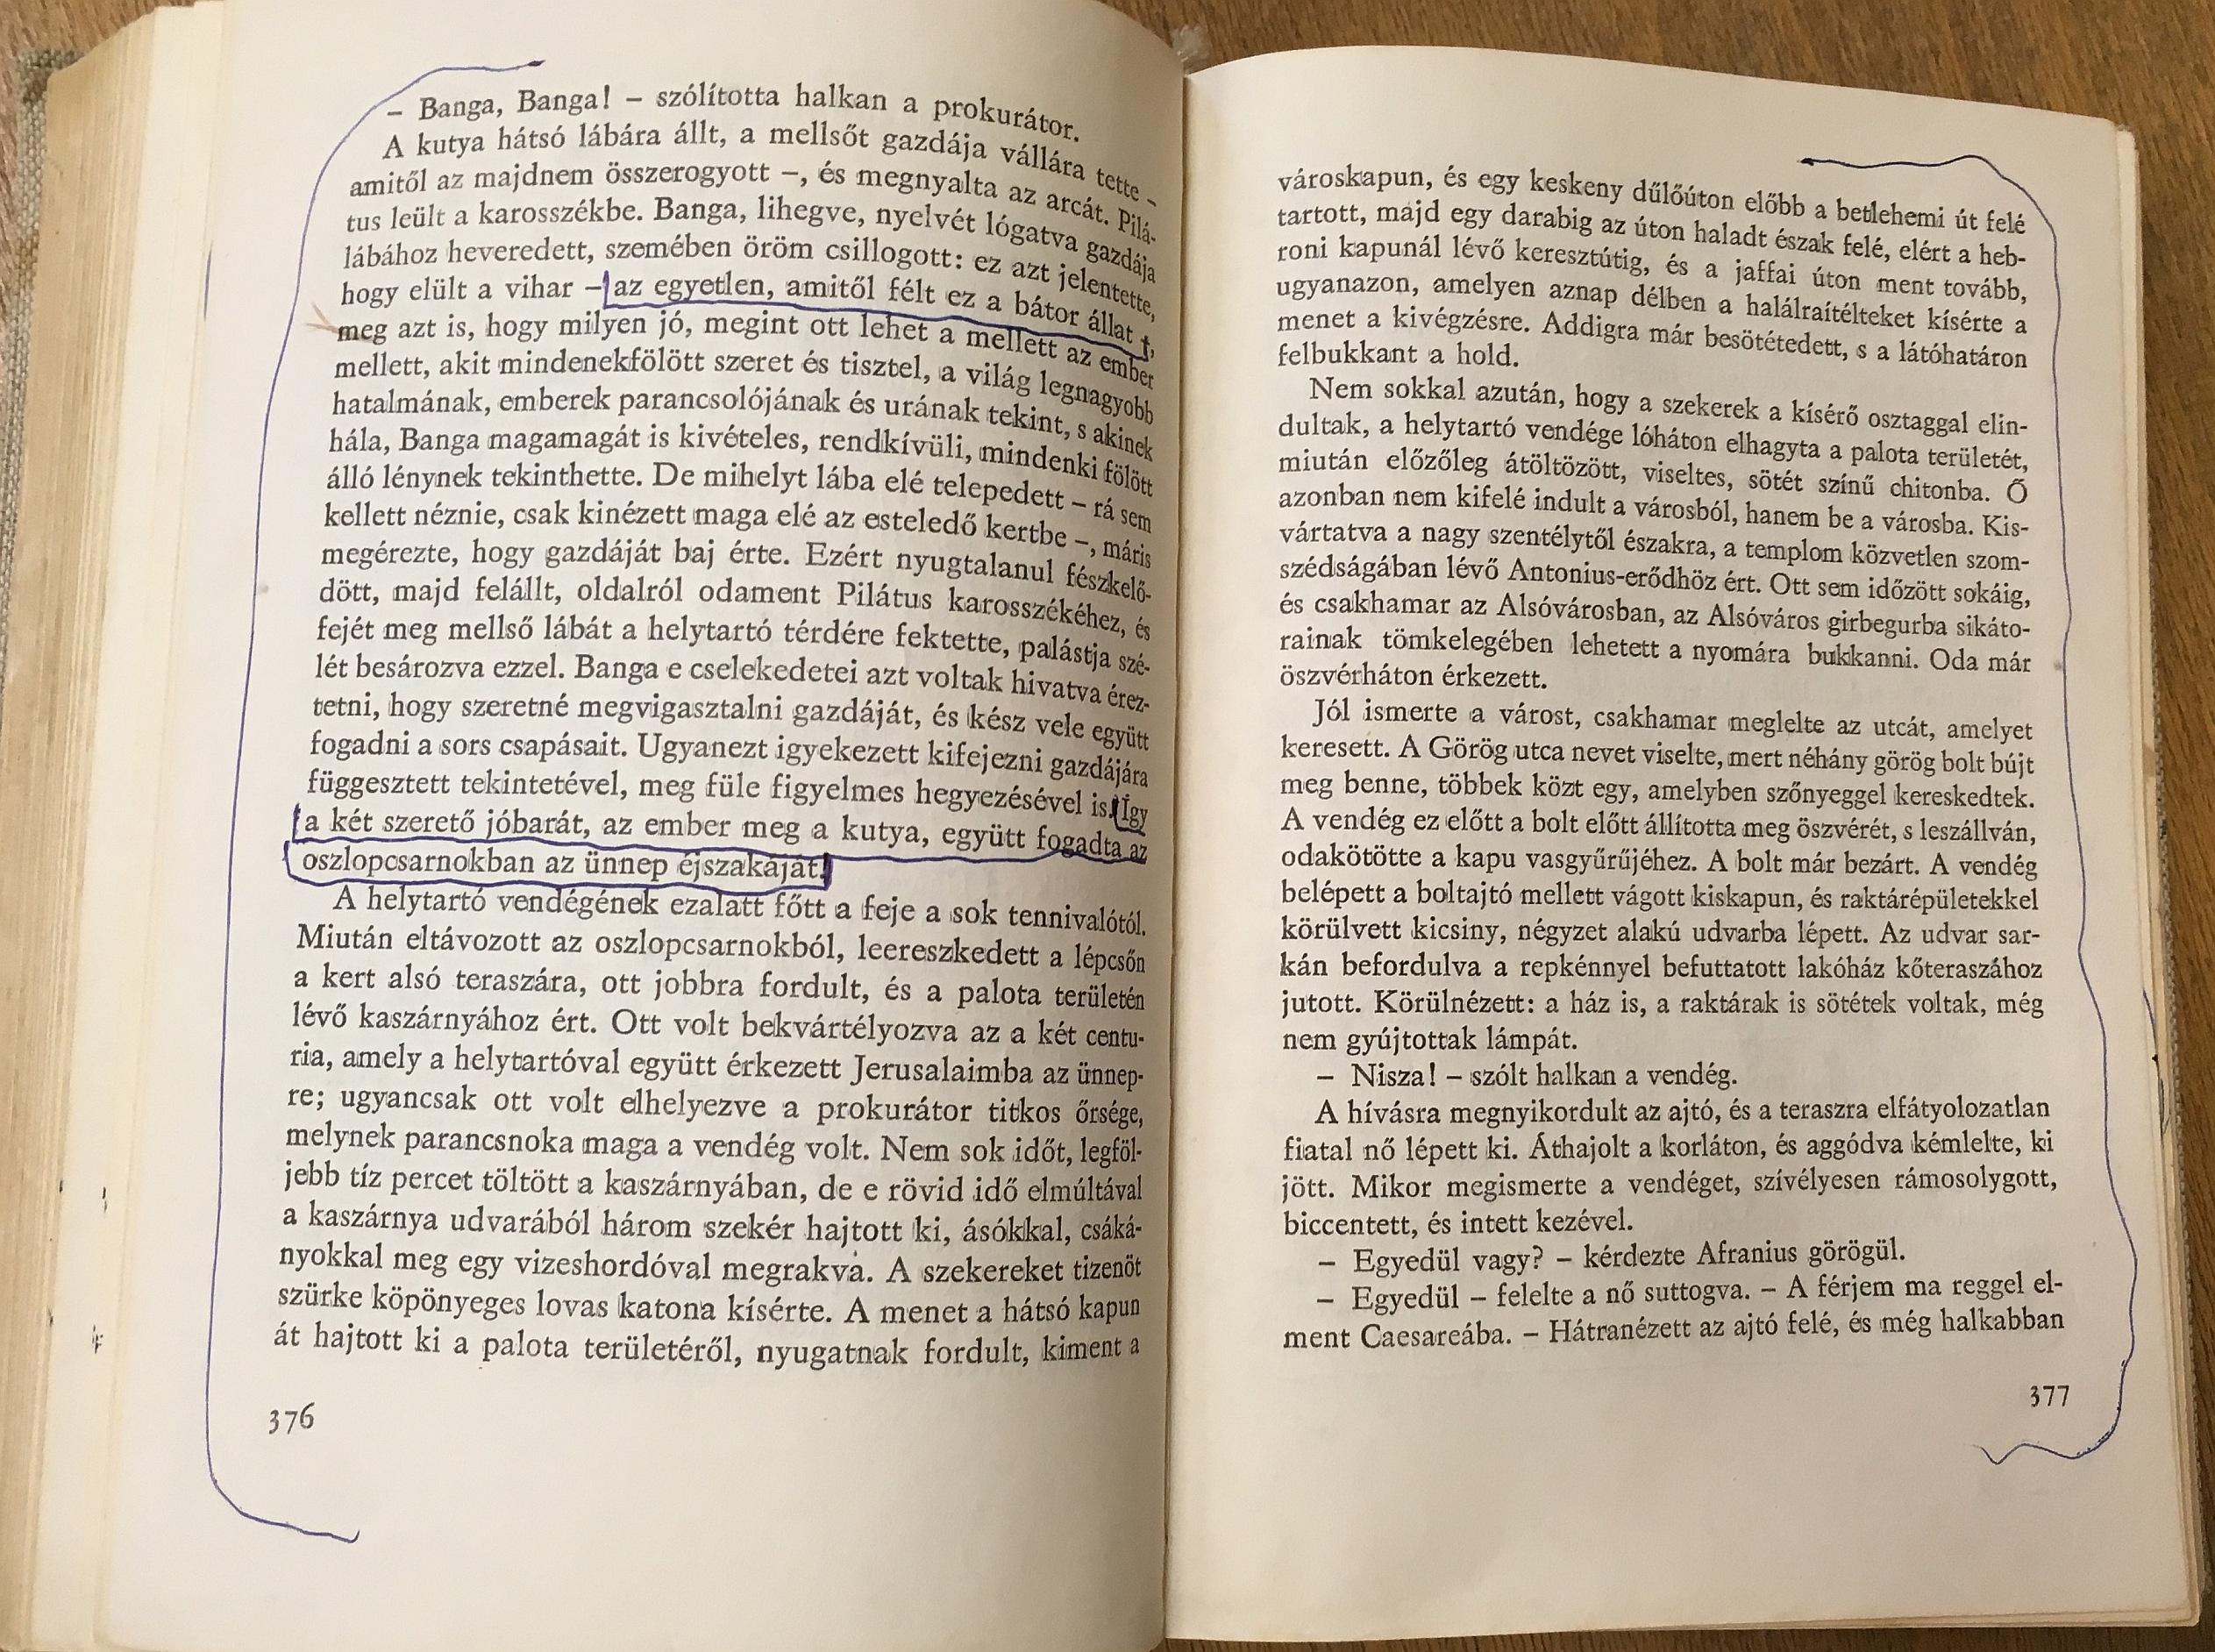 – Banga, Banga! – szólította halkan a prokurátor.
A kutya hátsó lábára állt, a mellsőt gazdája vállára tette –
amitől az majdnem összerogyott –, és megnyalta az arcát. Pilá-
tus leült a karosszékbe. Banga, lihegve, nyelvét lógatva gazdája
lábához heveredett, szemében öröm csillogott: ez azt jelentette,
hogy elült a vihar – az egyetlen, amitől félt ez a bátor állat –,
meg azt is, hogy milyen jó, megint ott lehet a mellett az ember
mellett, akit mindenekfölött szeret és tisztel, a világ legnagyobb
hatalmának, emberek parancsolójának és urának tekint, s akinek
hála, Banga magamagát is kivételes, rendkívüli, mindenki fölött
álló lénynek tekinthette. De mihelyt lába elé telepedett – rá sem
kellett néznie, csak kinézett maga elé az esteledő kertbe –, máris
megérezte, hogy gazdáját baj érte. Ezért nyugtalanul fészkelő-
dött, majd felállt, oldalról odament Pilátus karosszékéhez, és
fejét meg mellső lábát a helytartó térdére fektette, palástja szé-
lét besározva ezzel. Banga e cselekedetei azt voltak hivatva érez-
tetni, hogy szeretné megvigasztalni gazdáját, és kész vele együtt
fogadni a sors csapásait. Ugyanezt igyekezett kifejezni gazdájára
függesztett tekintetével, meg füle figyelmes hegyezésével is. Így
a két szerető jóbarát, az ember meg a kutya, együtt fogadta az
oszlopcsarnokban az ünnep éjszakáját.
A helytartó vendégének ezalatt főtt a feje a sok tennivalótól.
Miután eltávozott az oszlopcsarnokból, leereszkedett a lépcsőn
a kert alsó teraszára, ott jobbra fordult, és a palota területén
lévő kaszárnyához ért. Ott volt bekvártélyozva az a két centu-
ria, amely a helytartóval együtt érkezett Jerusalaimba az ünnep-
re; ugyancsak ott volt elhelyezve a prokurátor titkos őrsége,
melynek parancsnoka maga a vendég volt. Nem sok időt, legföl-
jebb tíz percet töltött a kaszárnyában, de e rövid idő elmúltával
a kaszárnya udvarából három szekér hajtott ki, ásókkal, csáká-
nyokkal meg egy vizeshordóval megrakva. A szekereket tizenöt
szürke köpönyeges lovas katona kísérte. A menet a hátsó kapun
át hajtott ki a palota területéről, nyugatnak fordult, kiment a
376
városkapun, és egy keskeny dűlőúton előbb a betlehemi út felé
tartott, majd egy darabig az úton haladt észak felé, elért a heb-
roni kapunál lévő keresztútig, és a jaffai úton ment tovább,
ugyanazon, amelyen aznap délben a halálraítélteket kísérte a
menet a kivégzésre. Addigra már besötétedett, s a látóhatáron
felbukkant a hold.
Nem sokkal azután, hogy a szekerek a kísérő osztaggal elin-
dultak, a helytartó vendége lóháton elhagyta a palota területét,
miután előzőleg átöltözött, viseltes, sötét színű chitonba. Ő
azonban nem kifelé indult a városból, hanem be a városba. Kis-
vártatva a nagy szentélytől északra, a templom közvetlen szom-
szédságában lévő Antonius-erődhöz ért. Ott sem időzött sokáig,
és csakhamar az Alsóvárosban, az Alsóváros girbegurba sikáto-
rainak tömkelegében lehetett a nyomára bukkanni. Oda már
öszvérháton érkezett.
Jól ismerte a várost, csakhamar meglelte az utcát, amelyet
keresett. A Görög utca nevet viselte, mert néhány görög bolt bújt
meg benne, többek közt egy, amelyben szőnyeggel kereskedtek.
A vendég ez előtt a bolt előtt állította meg öszvérét, s leszállván,
odakötötte a kapu vasgyűrűjéhez. A bolt már bezárt. A vendég
belépett a boltajtó mellett vágott kiskapun, és raktárépületekkel
körülvett kicsiny, négyzet alakú udvarba lépett. Az udvar sar-
kán befordulva a repkénnyel befuttatott lakóház kőteraszához
jutott. Körülnézett: a ház is, a raktárak is sötétek voltak, még
nem gyújtottak lámpát.
– Nisza! – szólt halkan a vendég.
A hívásra megnyikordult az ajtó, és a teraszra elfátyolozatlan
fiatal nő lépett ki. Áthajolt a korláton, és aggódva kémlelte, ki
jött. Mikor megismerte a vendéget, szívélyesen rámosolygott,
biccentett, és intett kezével.
– Egyedül vagy? – kérdezte Afranius görögül.
– Egyedül – felelte a nő suttogva. – A férjem ma reggel el-
ment Caesareába. – Hátranézett az ajtó felé, és még halkabban
377